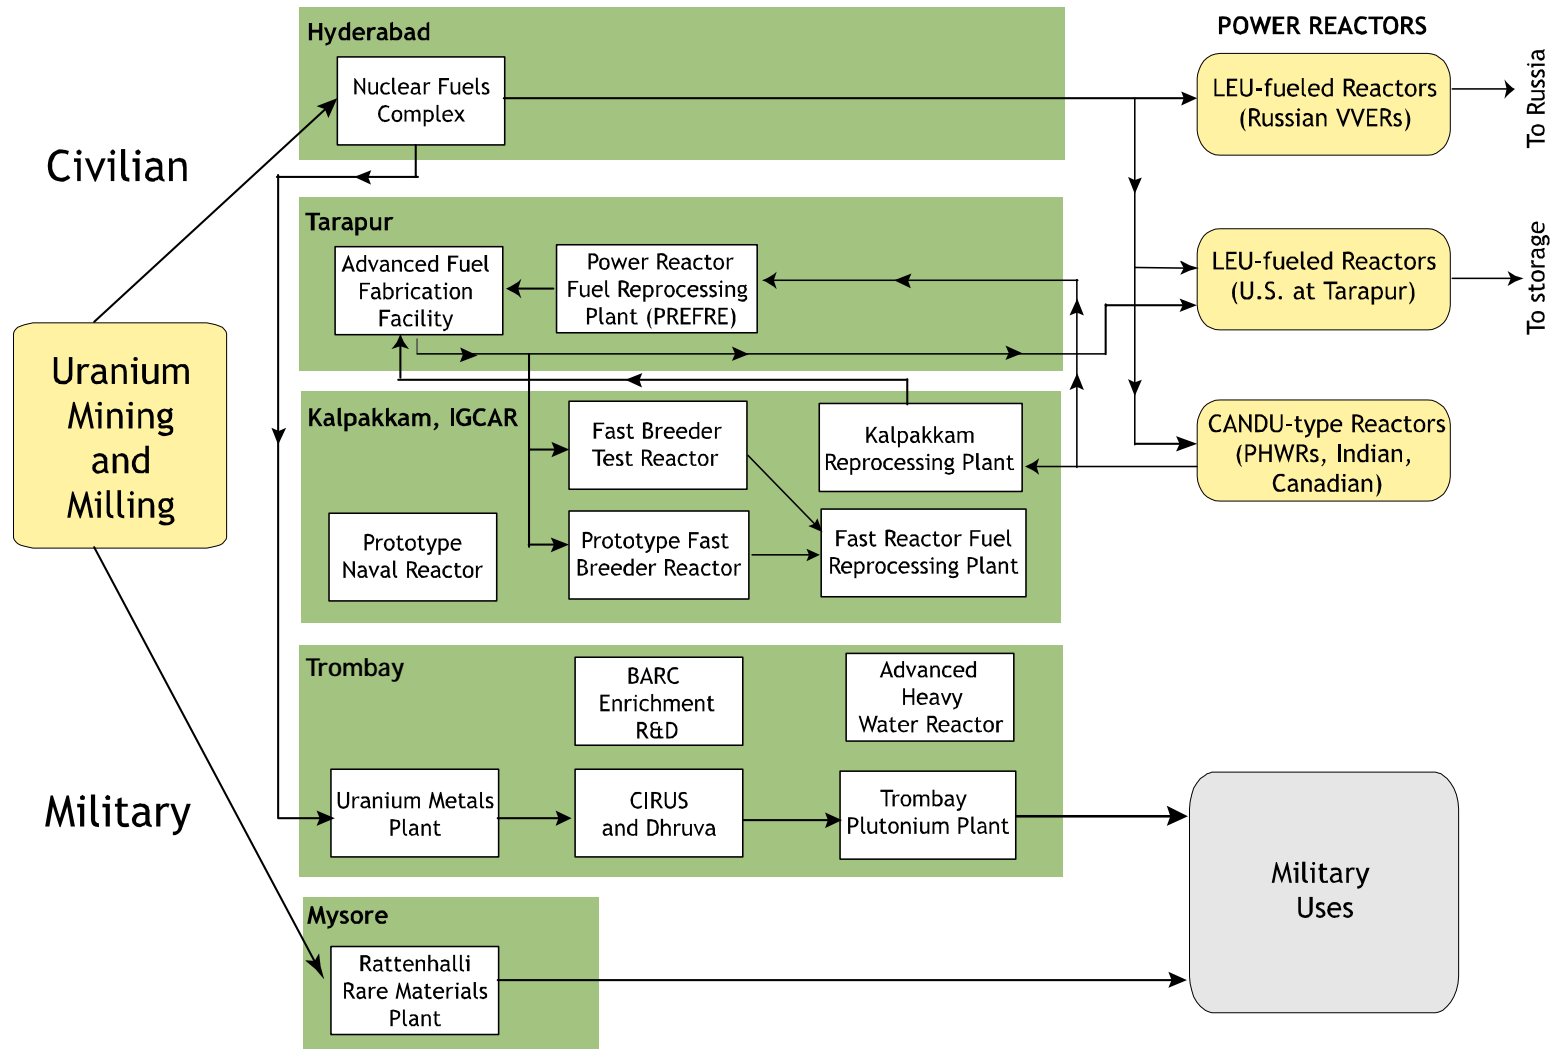 Hyderabad
Nuclear Fuels
Complex
POWER REACTORS
LEU-fueled Reactors
(Russian VVERs)
To Russia
Civilian
Tarapur
Advanced Fuel
Fabrication
Facility
Power Reactor
Fuel Reprocessing
Plant (PREFRE)
LEU-fueled Reactors
(U.S. at Tarapur)
To storage
Uranium
Mining
and
Milling
Kalpakkam, IGCAR
Fast Breeder
Test Reactor
Kalpakkam
Reprocessing Plant
CANDU-type Reactors
(PHWRs, Indian,
Canadian)
Prototype
Naval Reactor
Prototype Fast
Breeder Reactor
Fast Reactor Fuel
Reprocessing Plant
Trombay
BARC
Enrichment
R&D
Advanced
Heavy
Water Reactor
Military
Uranium Metals
Plant
CIRUS
and Dhruva
Trombay
Plutonium Plant
Military
Uses
Mysore
Rattenhalli
Rare Materials
Plant